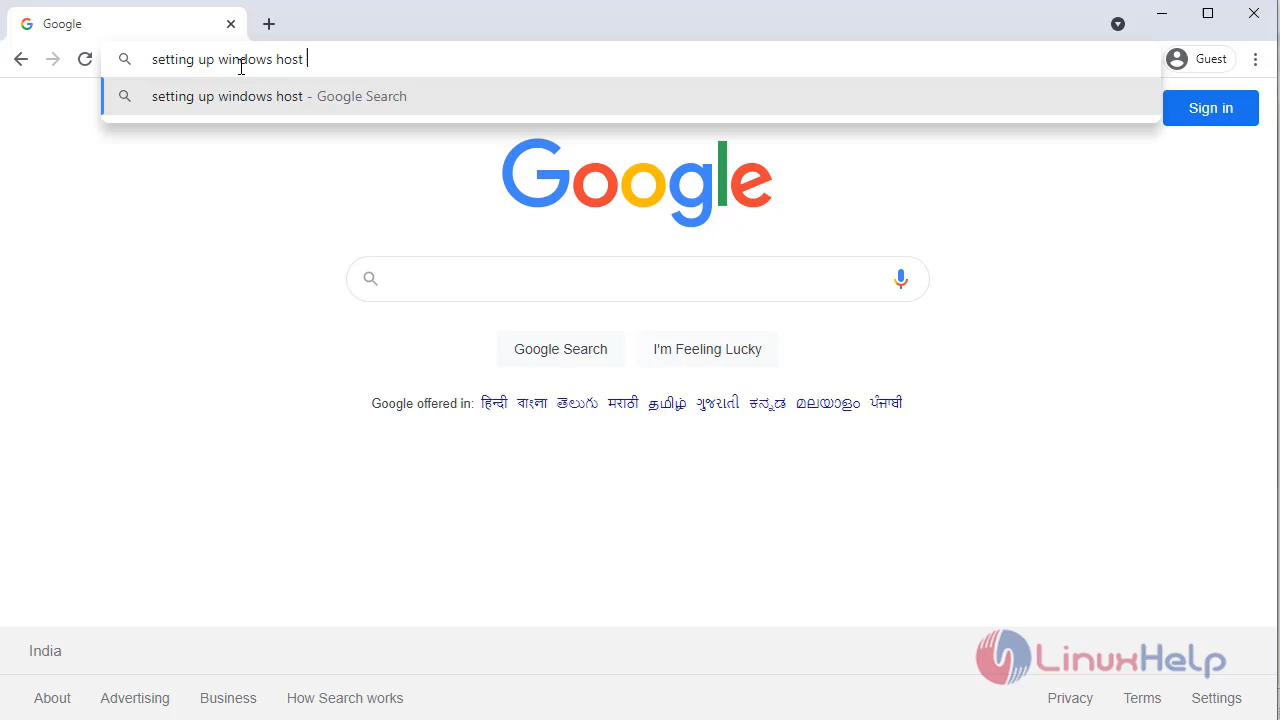 Google
setting up windows host
Guest
setting up windows host - Google Search
Sign in
Google
Google Search
I'm Feeling Lucky
Google offered in: हिन्दी বাংলা తెలుగు मराठी தமிழ் ગુજરાતી ಕನ್ನಡ മലയാളം ਪੰਜਾਬੀ
India
LinuxHelp
About Advertising Business How Search works Privacy Terms Settings